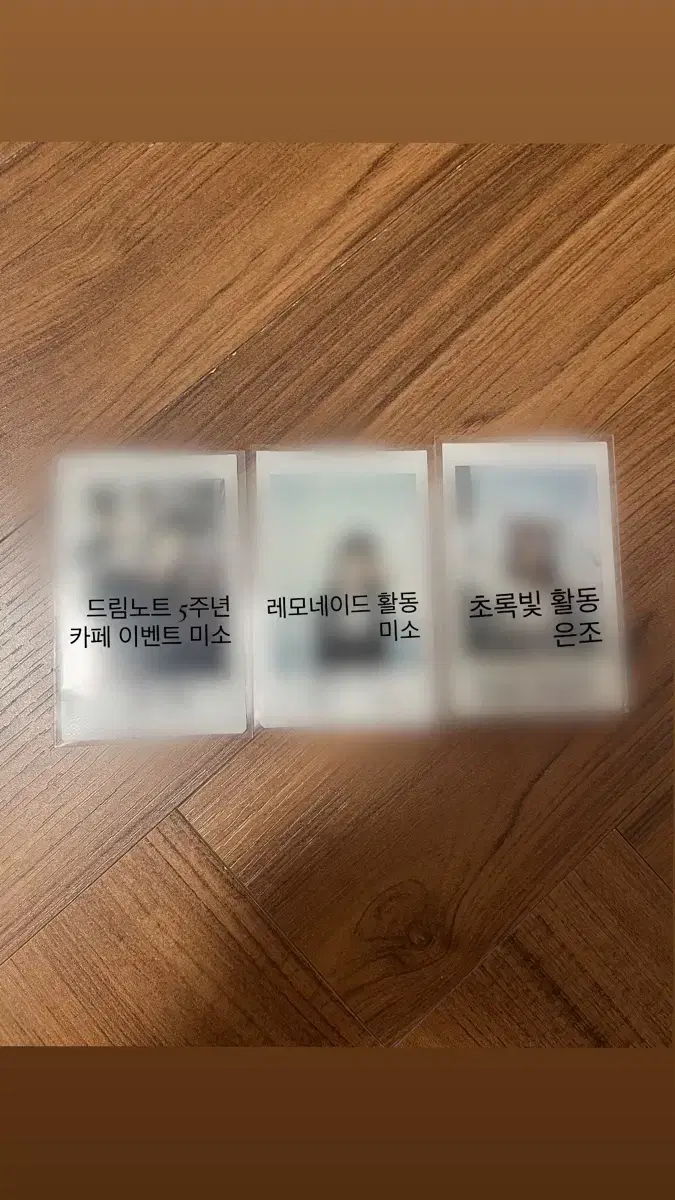 드림노트 5주년
카페 이벤트 미소
레모네이드 활동
미소
초록빛 활동
은조